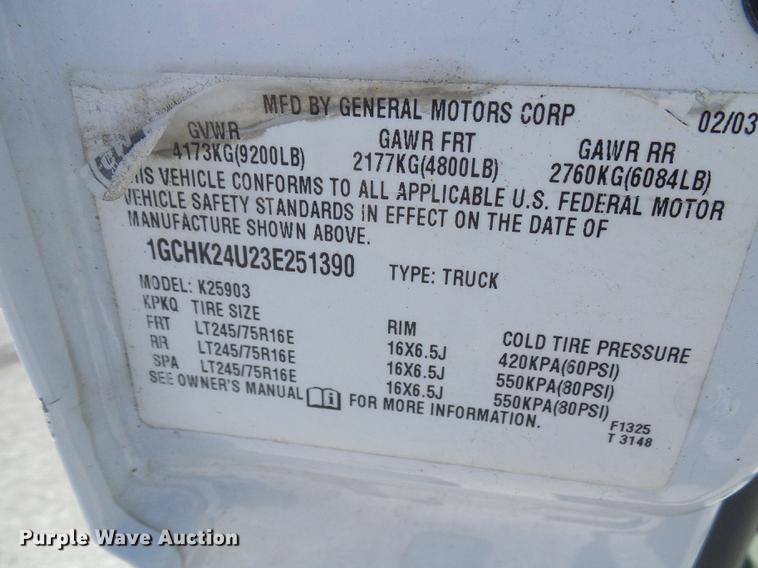 MFD BY GENERAL MOTORS CORP 02/03
GVWR GAWR FRT GAWR RR
4173KG(9200LB) 2177KG(4800LB) 2760KG(6084LB)
THIS VEHICLE CONFORMS TO ALL APPLICABLE U.S. FEDERAL MOTOR
VEHICLE SAFETY STANDARDS IN EFFECT ON THE DATE OF
MANUFACTURE SHOWN ABOVE.
1GCHK24U23E251390 TYPE: TRUCK
MODEL: K25903
KPKQ TIRE SIZE RIM COLD TIRE PRESSURE
FRT LT245/75R16E 16X6.5J 420KPA(60PSI)
RR LT245/75R16E 16X6.5J 550KPA(80PSI)
SPA LT245/75R16E 16X6.5J 550KPA(80PSI)
SEE OWNER'S MANUAL FOR MORE INFORMATION.
F1325
T 3148
Purple Wave Auction